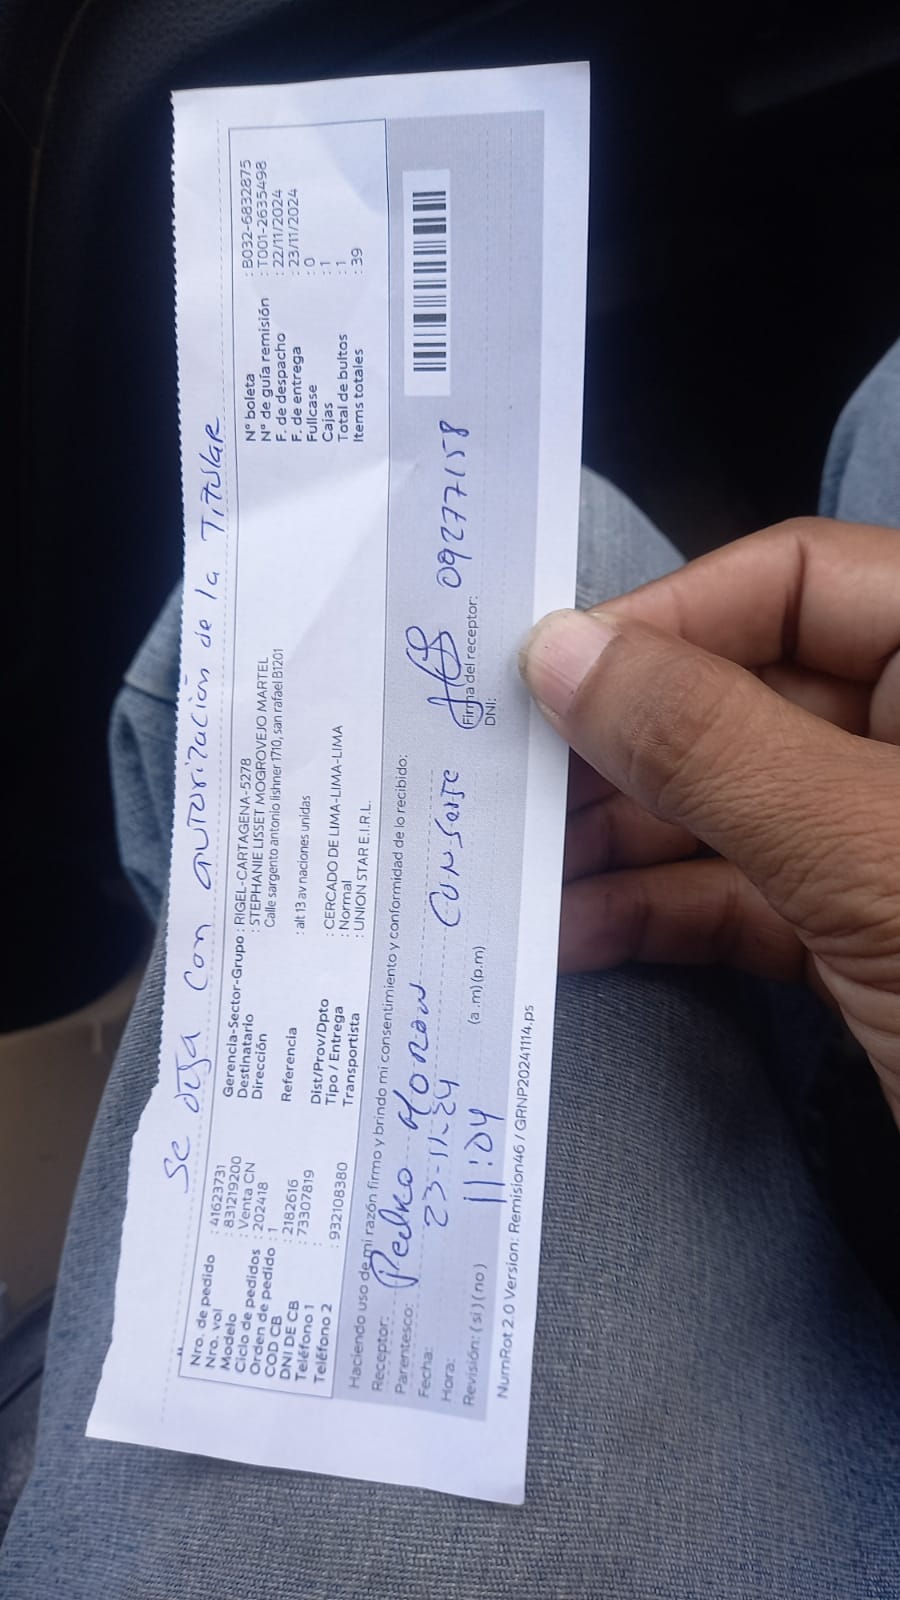 Se deja con autorización de la Titular
Nro. de pedido : 41623731
Nro. vol : 831219200
Modelo : Venta CN
Ciclo de pedidos : 202418
Orden de pedido : 1
COD CB : 2182616
DNI DE CB : 73307819
Teléfono 1 :
Teléfono 2 : 932108380
Gerencia-Sector-Grupo : RIGEL-CARTAGENA-5278
Destinatario : STEPHANIE LISSET MOGROVEJO MARTEL
Dirección Calle sargento antonio lishner 1710, san rafael B1201
Referencia : alt 13 av naciones unidas
Dist/Prov/Dpto : CERCADO DE LIMA-LIMA-LIMA
Tipo / Entrega : Normal
Transportista : UNION STAR E.I.R.L.
N° boleta : B032-6832875
N° de guía remisión : T001-2635498
F. de despacho : 22/11/2024
F. de entrega : 23/11/2024
Fullcase : 0
Cajas : 1
Total de bultos : 1
Items totales : 39
Haciendo uso de mi razón firmo y brindo mi consentimiento y conformidad de lo recibido:
Receptor: Pedro Moron
Parentesco: Conserje
Fecha: 23-11-24
Hora: 11:04 (a.m) (p.m)
Revisión: ( si ) ( no )
Firma del receptor:
DNI: 09277158
NumRot 2.0 Version: Remision46 / GRNP20241114.ps